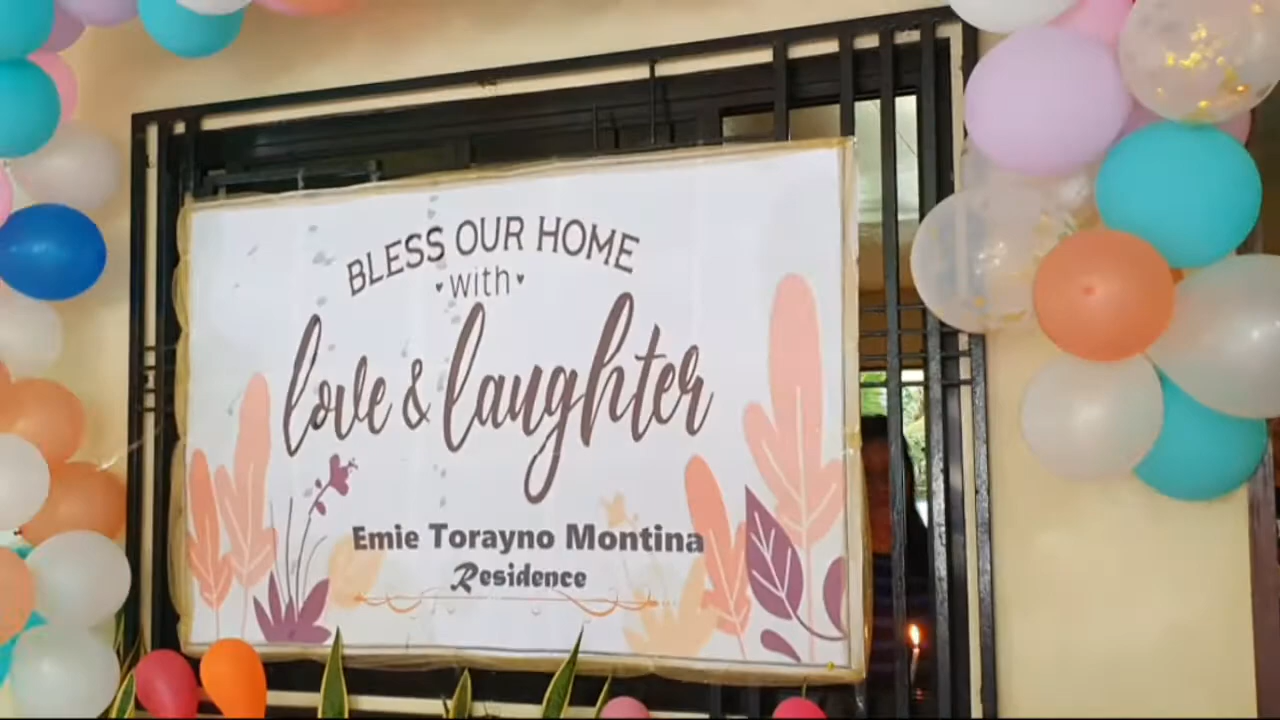 BLESS OUR HOME
with
love & laughter
Emie Torayno Montina
Residence